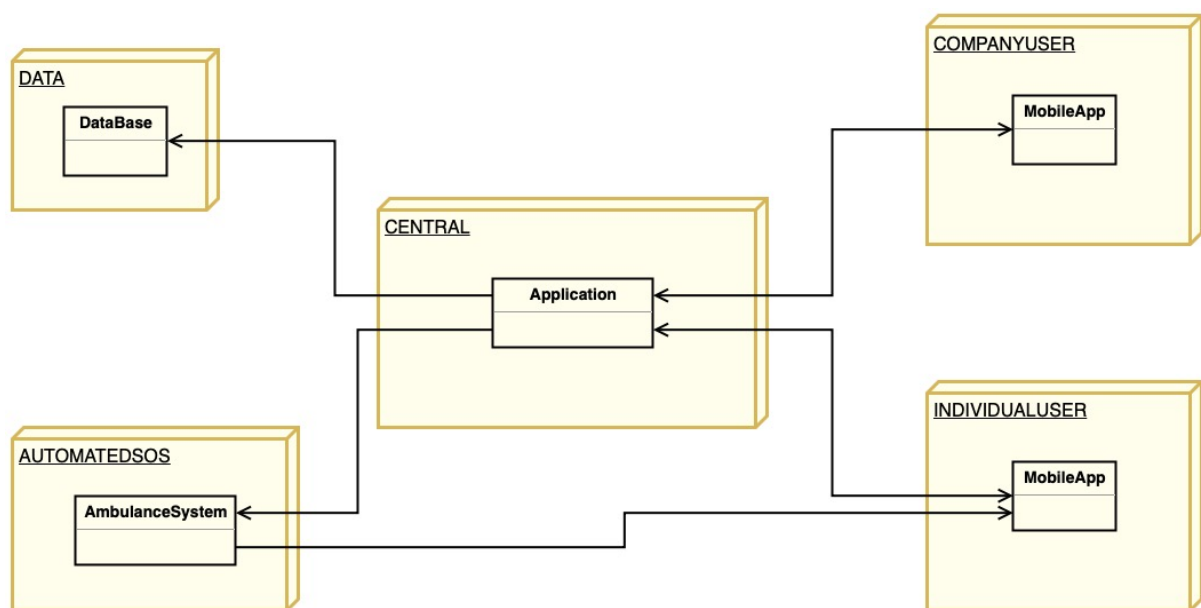 DATA
DataBase
COMPANYUSER
MobileApp
CENTRAL
Application
AUTOMATEDSOS
AmbulanceSystem
INDIVIDUALUSER
MobileApp